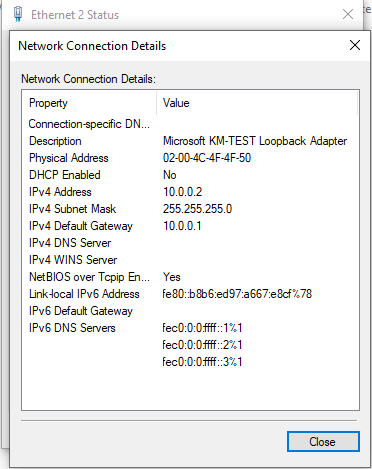 Ethernet 2 Status
Network Connection Details
Network Connection Details:
Property Value
Connection-specific DN...
Description Microsoft KM-TEST Loopback Adapter
Physical Address 02-00-4C-4F-4F-50
DHCP Enabled No
IPv4 Address 10.0.0.2
IPv4 Subnet Mask 255.255.255.0
IPv4 Default Gateway 10.0.0.1
IPv4 DNS Server
IPv4 WINS Server
NetBIOS over Tcpip En... Yes
Link-local IPv6 Address fe80::b8b6:ed97:a667:e8cf%78
IPv6 Default Gateway
IPv6 DNS Servers fec0:0:0:ffff::1%1
fec0:0:0:ffff::2%1
fec0:0:0:ffff::3%1
Close